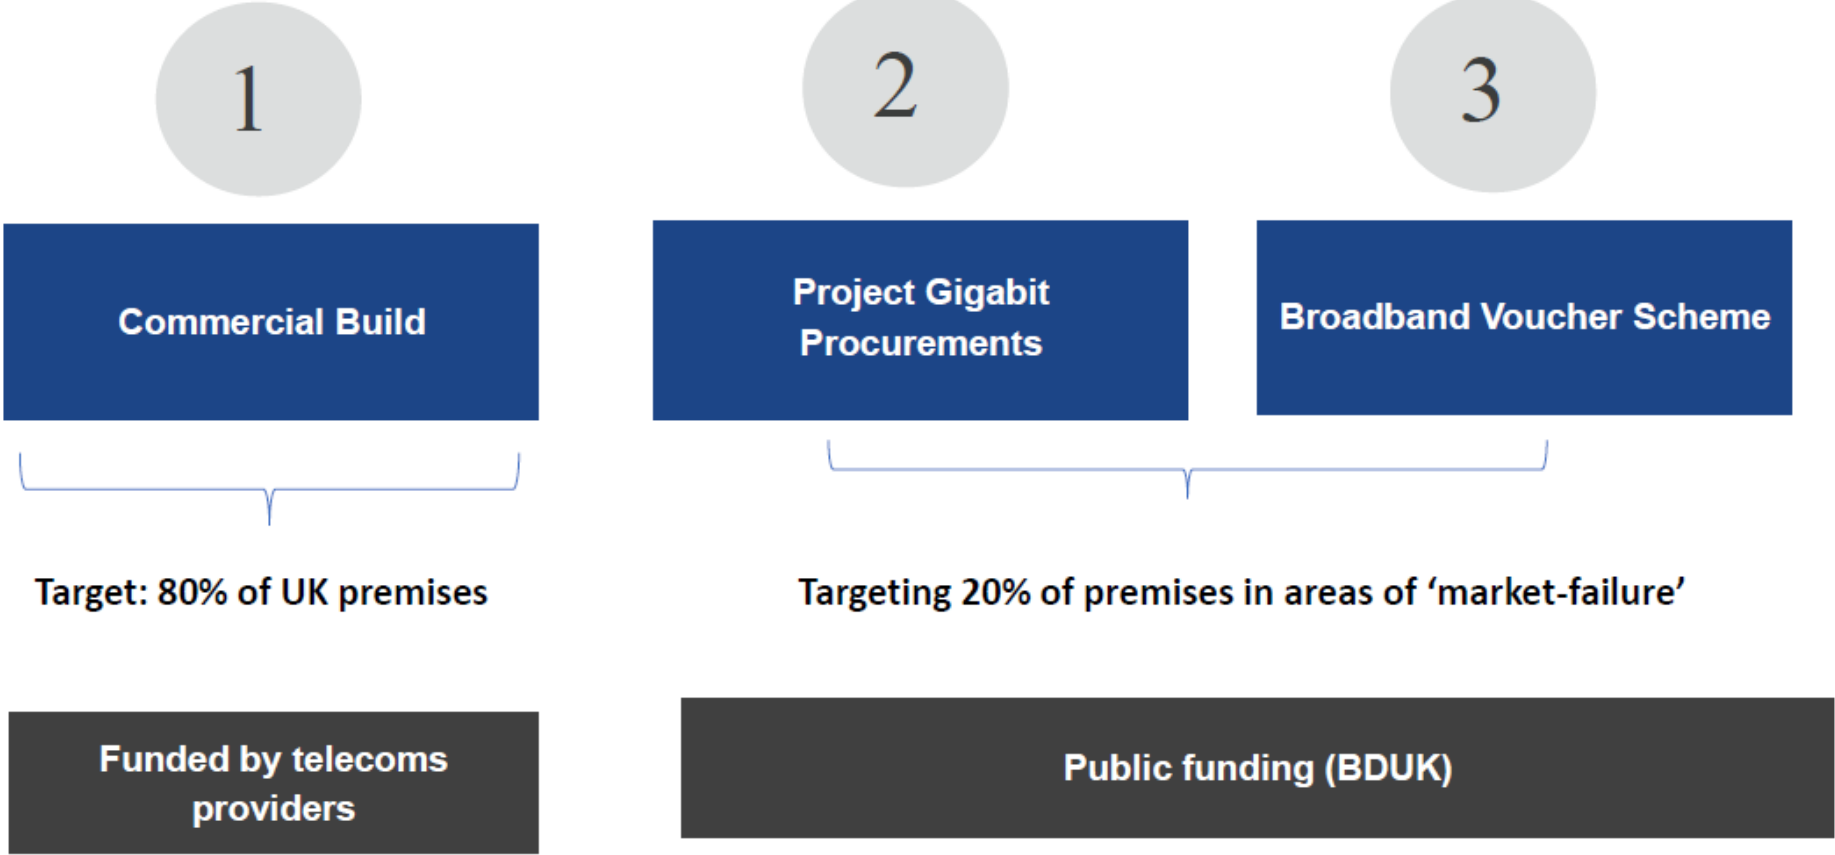 1
2
3
Commercial Build
Project Gigabit
Procurements
Broadband Voucher Scheme
Target: 80% of UK premises
Targeting 20% of premises in areas of ‘market-failure’
Funded by telecoms
providers
Public funding (BDUK)